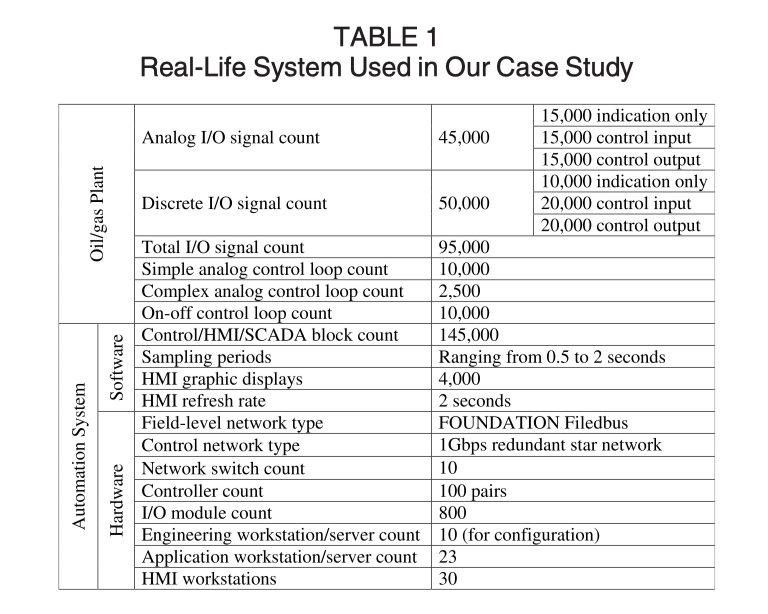 TABLE 1
Real-Life System Used in Our Case Study
Oil/gas Plant
Analog I/O signal count 45,000 15,000 indication only
15,000 control input
15,000 control output
Discrete I/O signal count 50,000 10,000 indication only
20,000 control input
20,000 control output
Total I/O signal count 95,000
Simple analog control loop count 10,000
Complex analog control loop count 2,500
On-off control loop count 10,000
Automation System
Software
Control/HMI/SCADA block count 145,000
Sampling periods Ranging from 0.5 to 2 seconds
HMI graphic displays 4,000
HMI refresh rate 2 seconds
Hardware
Field-level network type FOUNDATION Filedbus
Control network type 1Gbps redundant star network
Network switch count 10
Controller count 100 pairs
I/O module count 800
Engineering workstation/server count 10 (for configuration)
Application workstation/server count 23
HMI workstations 30